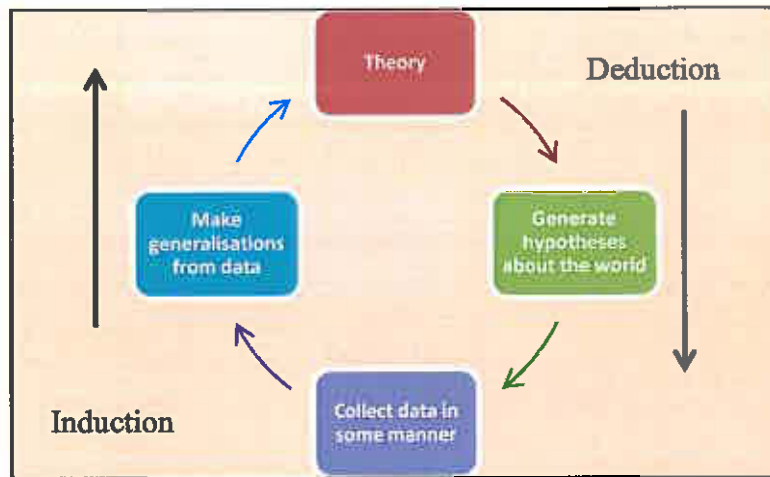 Theory
Deduction
Make
generalisations
from data
Generate
hypotheses
about the world
Induction
Collect data in
some manner